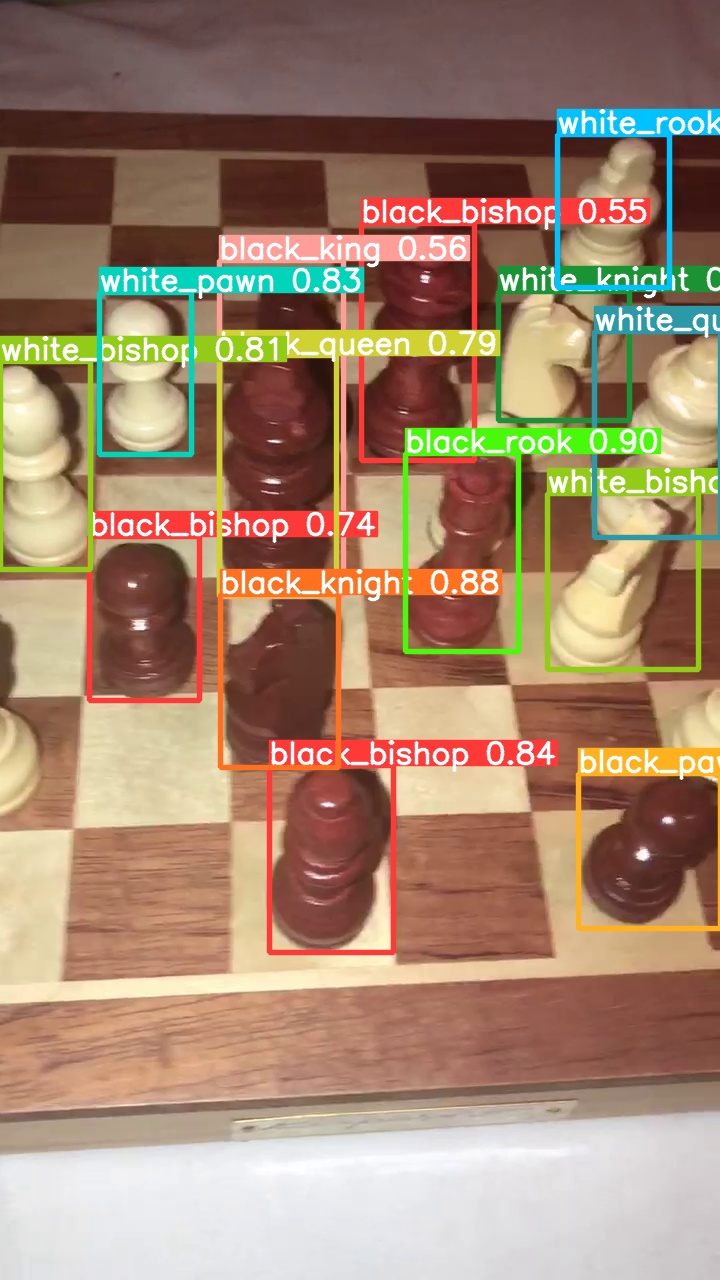 white_rook
black_bishop 0.55
black_king 0.56
white_pawn 0.83
white_knight 0
white_qu
k_queen 0.79
white_bishop 0.81
black_rook 0.90
white_bisho
black_bishop 0.74
black_knight 0.88
black_bishop 0.84
black_paw